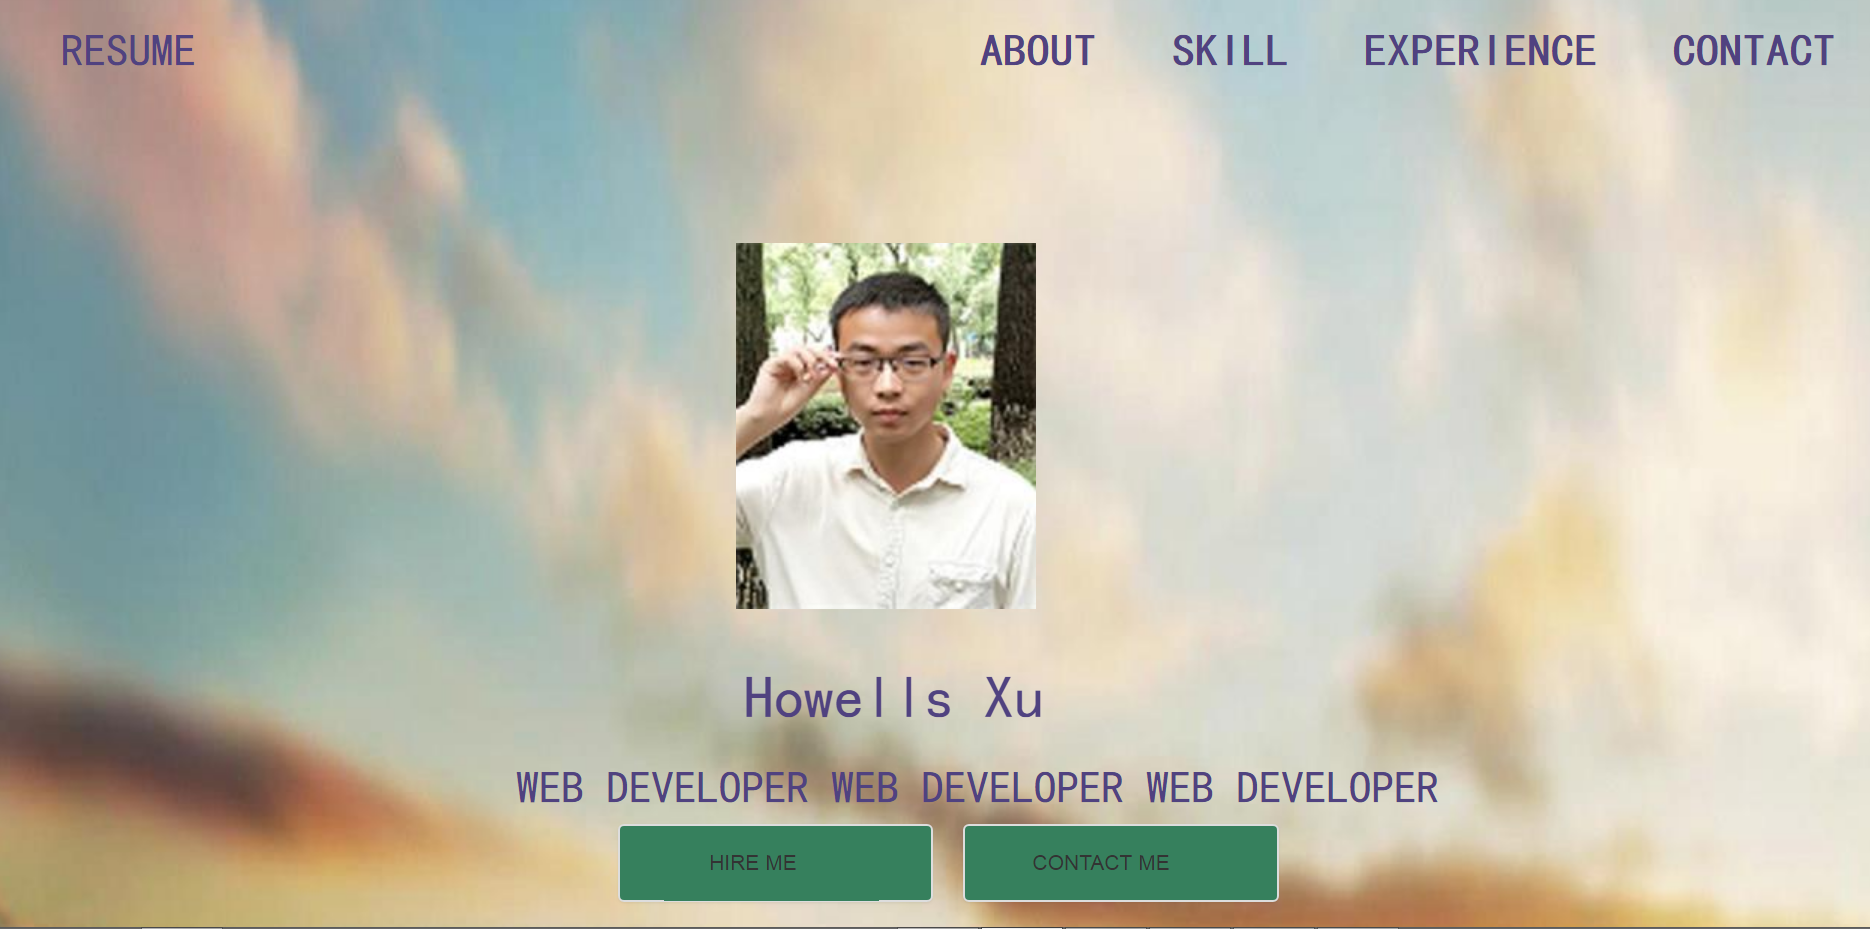 RESUME ABOUT SKILL EXPERIENCE CONTACT
Howells Xu
WEB DEVELOPER WEB DEVELOPER WEB DEVELOPER
HIRE ME CONTACT ME